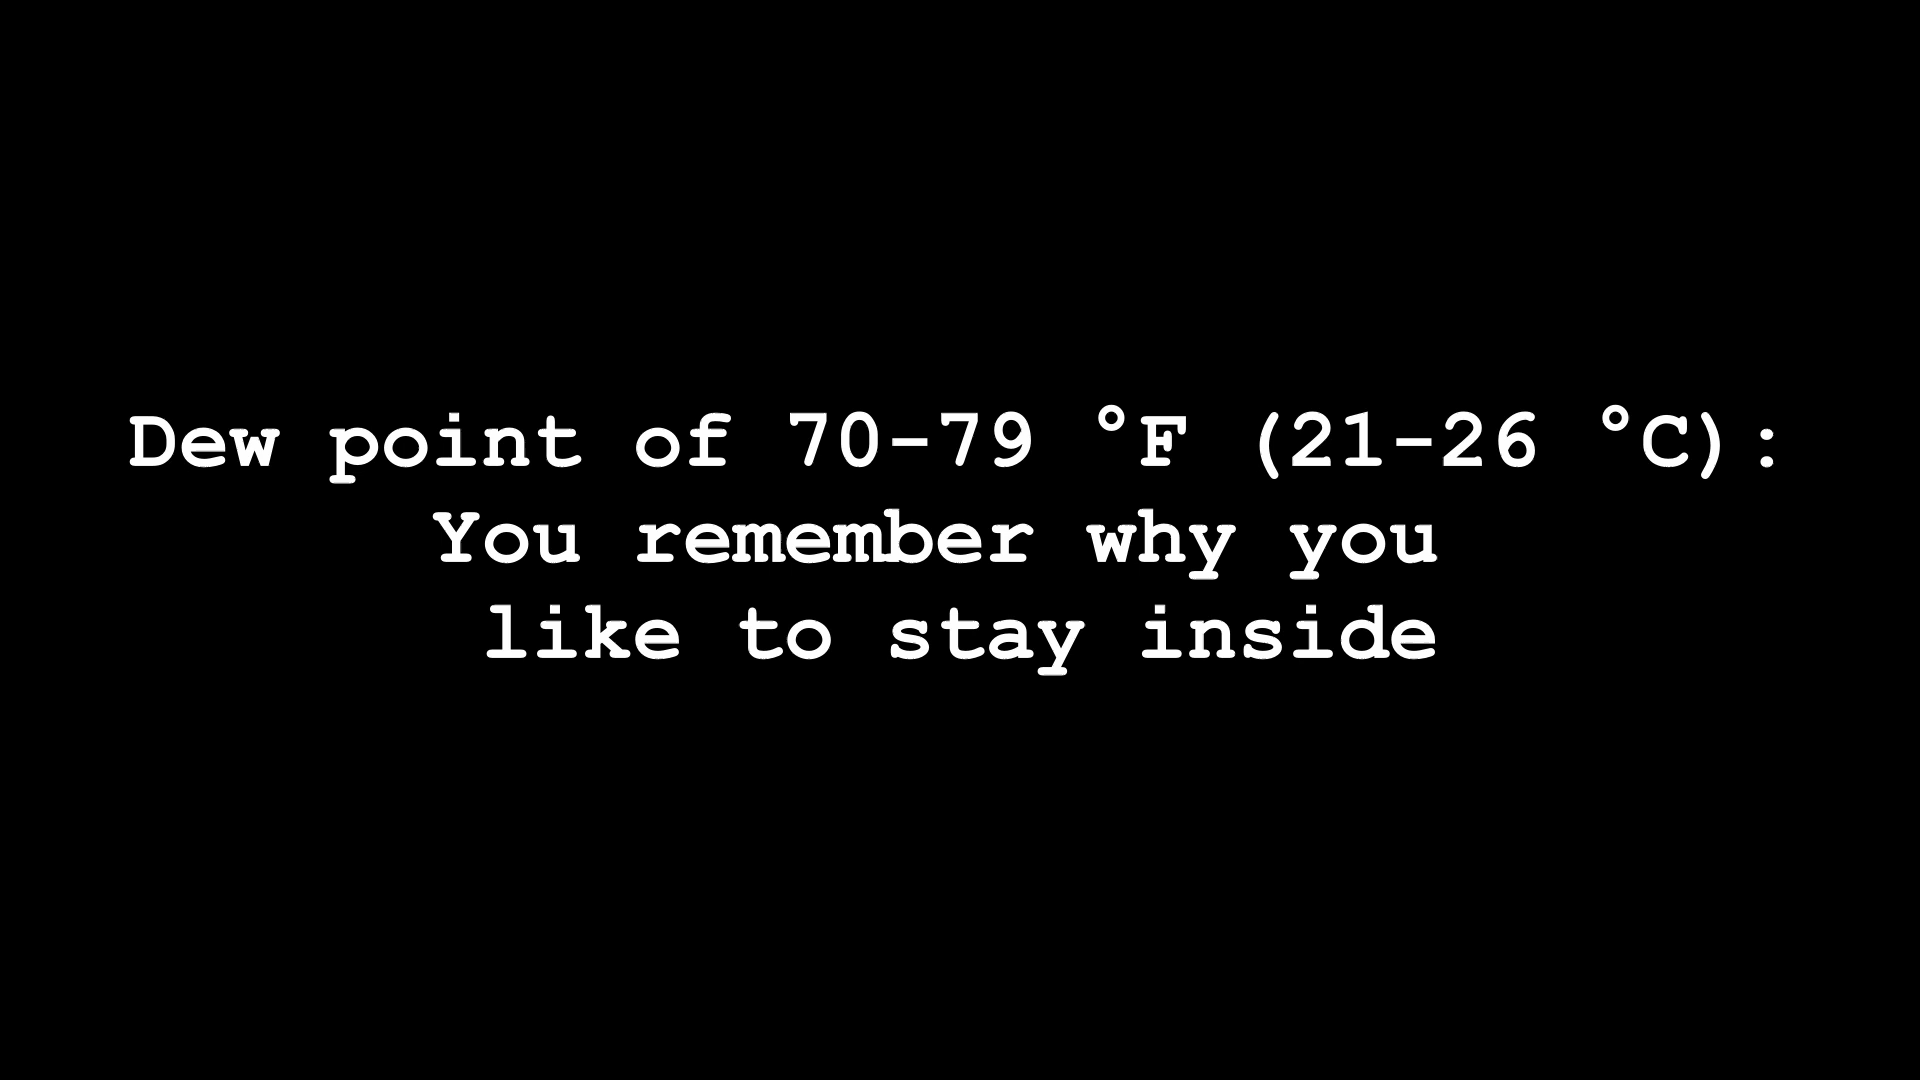 Dew point of 70-79 °F (21-26 °C):
You remember why you
like to stay inside